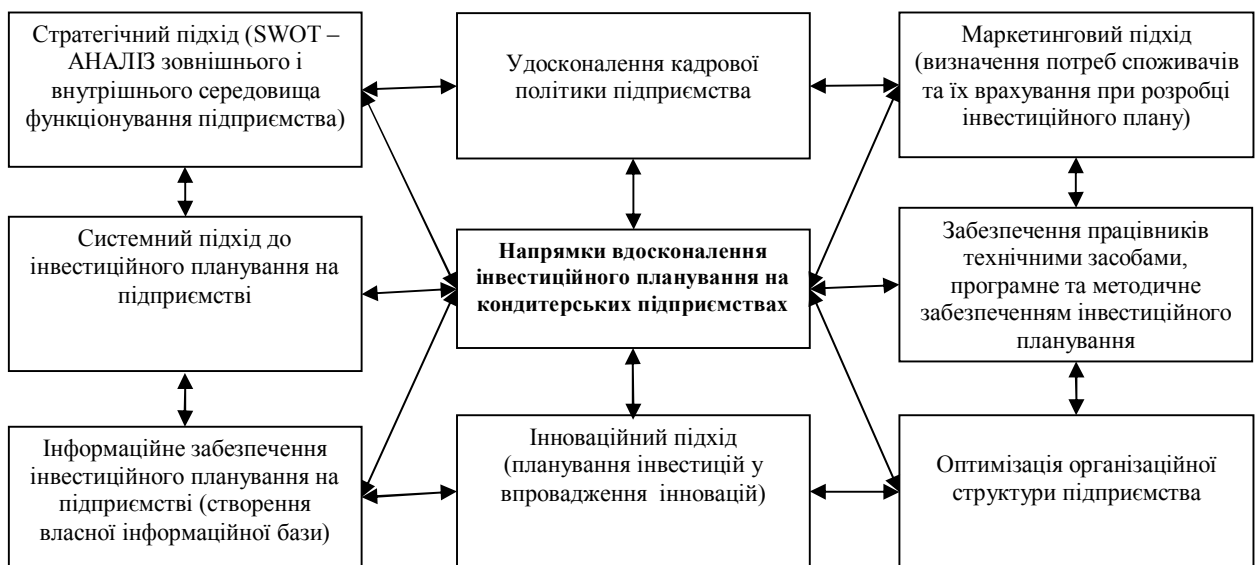 Стратегічний підхід (SWOT –
АНАЛІЗ зовнішнього і
внутрішнього середовища
функціонування підприємства)
Удосконалення кадрової
політики підприємства
Маркетинговий підхід
(визначення потреб споживачів
та їх врахування при розробці
інвестиційного плану)
Системний підхід до
інвестиційного планування на
підприємстві
Напрямки вдосконалення
інвестиційного планування на
кондитерських підприємствах
Забезпечення працівників
технічними засобами,
програмне та методичне
забезпеченням інвестиційного
планування
Інформаційне забезпечення
інвестиційного планування на
підприємстві (створення
власної інформаційної бази)
Інноваційний підхід
(планування інвестицій у
впровадження інновацій)
Оптимізація організаційної
структури підприємства